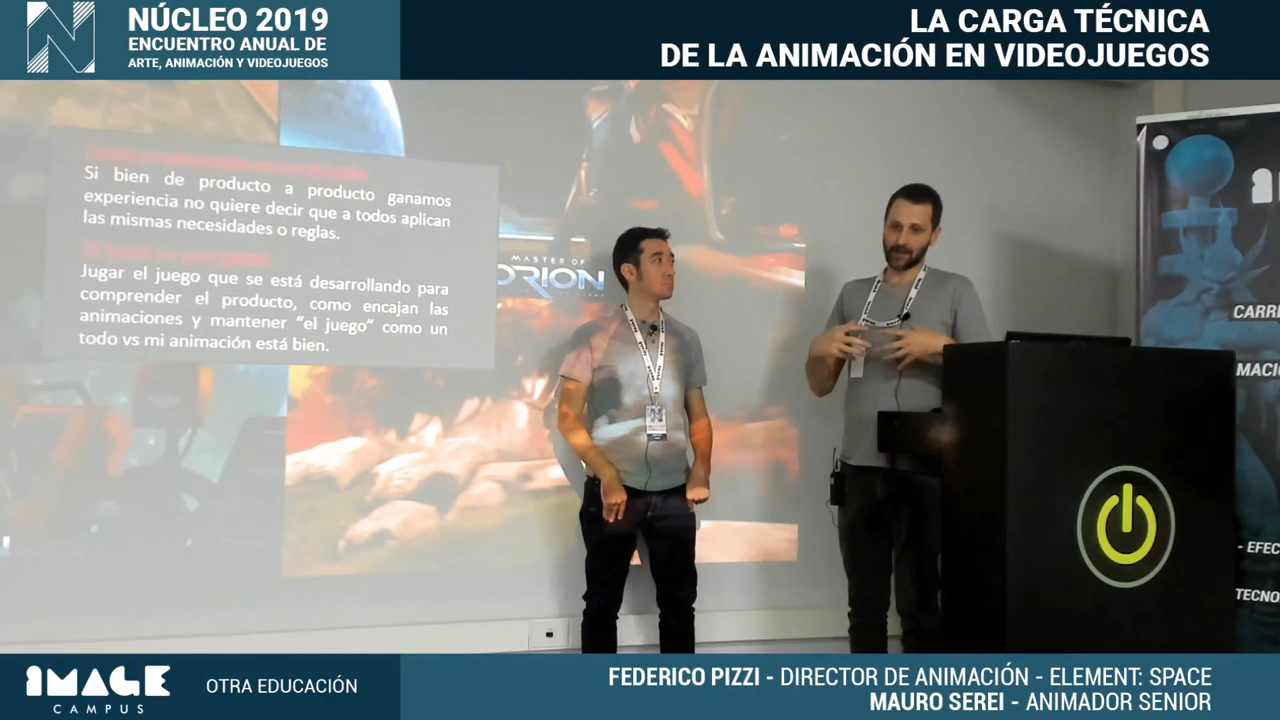 NÚCLEO 2019
ENCUENTRO ANUAL DE
ARTE, ANIMACIÓN Y VIDEOJUEGOS
LA CARGA TÉCNICA
DE LA ANIMACIÓN EN VIDEOJUEGOS
Si bien de producto a producto ganamos
experiencia no quiere decir que a todos aplican
las mismas necesidades o reglas.
Jugar el juego que se está desarrollando para
comprender el producto, como encajan las
animaciones y mantener "el juego" como un
todo vs mi animación está bien.
MASTER OF
ORION
CARRE
MACIÓ
- EFEC
TECNO
IMAGE
CAMPUS
OTRA EDUCACIÓN
FEDERICO PIZZI - DIRECTOR DE ANIMACIÓN - ELEMENT: SPACE
MAURO SEREI - ANIMADOR SENIOR